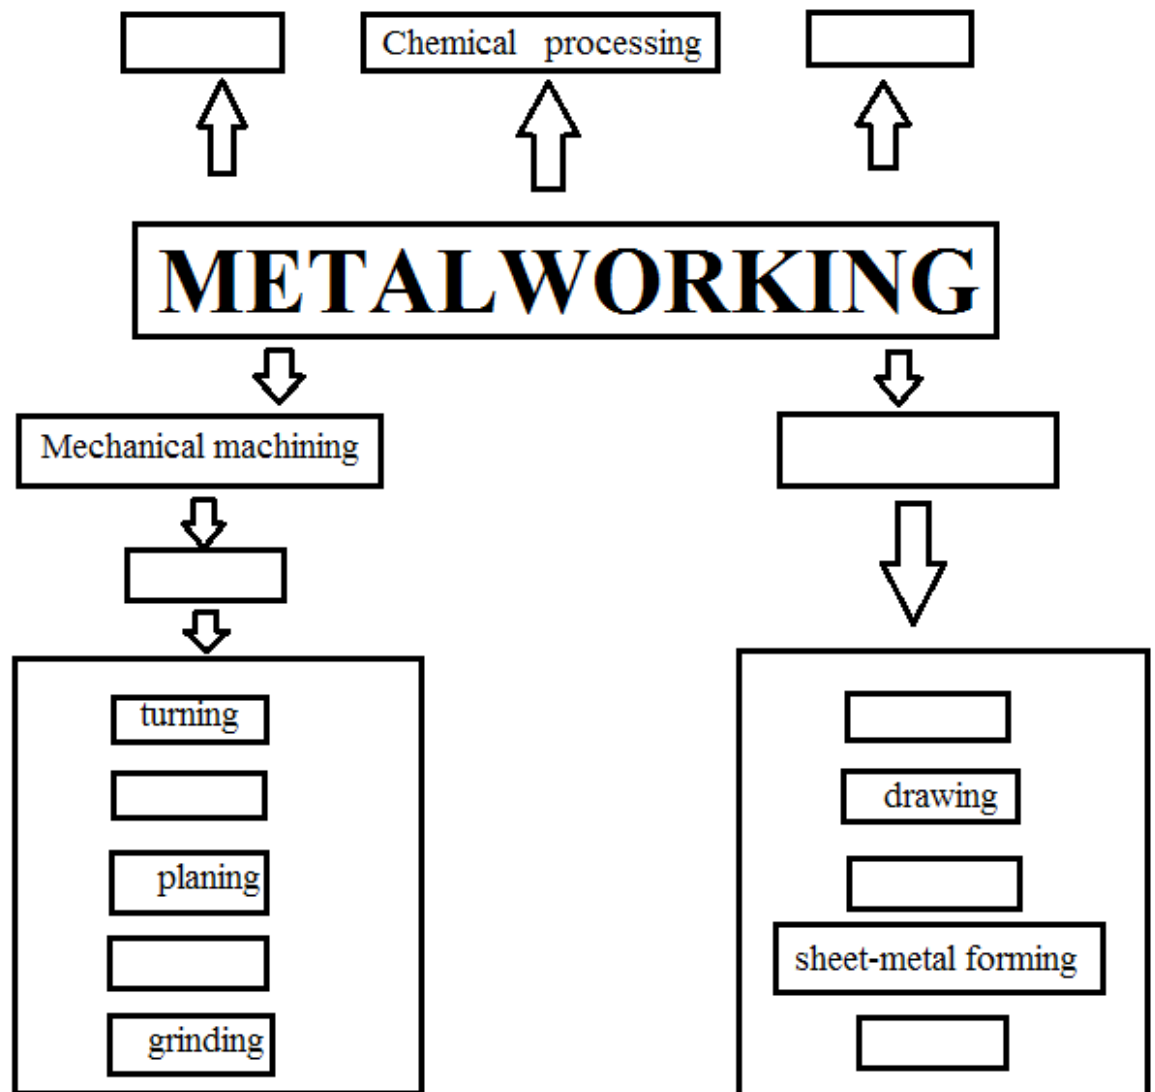 Chemical processing
METALWORKING
Mechanical machining
turning
drawing
planing
sheet-metal forming
grinding